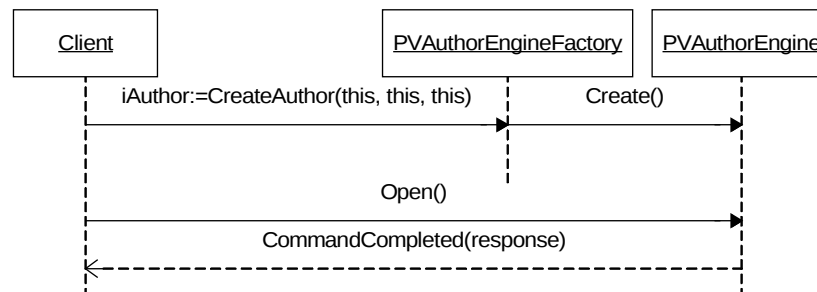 Client
PVAuthorEngineFactory
PVAuthorEngine
iAuthor:=CreateAuthor(this, this, this)
Create()
Open()
CommandCompleted(response)